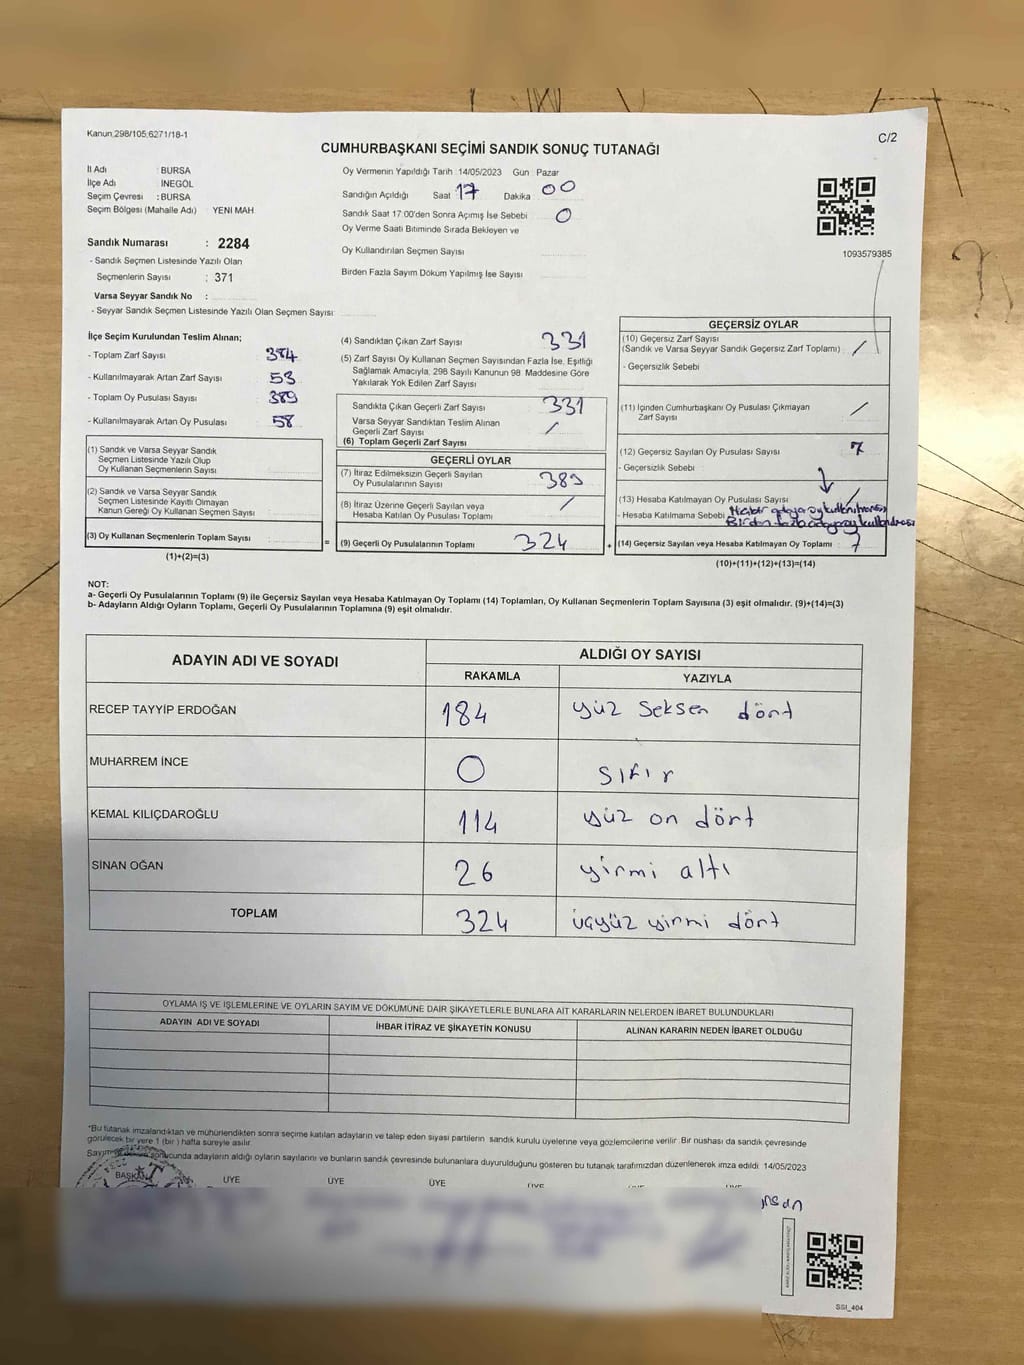 Kanun;298/105;6271/18-1
C/2
CUMHURBAŞKANI SEÇİMİ SANDIK SONUÇ TUTANAĞI
İl Adı : BURSA
İlçe Adı : İNEGÖL
Seçim Çevresi : BURSA
Seçim Bölgesi (Mahalle Adı) YENİ MAH.
Sandık Numarası : 2284
- Sandık Seçmen Listesinde Yazılı Olan
Seçmenlerin Sayısı : 371
Varsa Seyyar Sandık No :
- Seyyar Sandık Seçmen Listesinde Yazılı Olan Seçmen Sayısı:
Oy Vermenin Yapıldığı Tarih :14/05/2023 Gün Pazar
Sandığın Açıldığı Saat 17 Dakika 00
Sandık Saat 17:00'den Sonra Açımış İse Sebebi 0
Oy Verme Saati Bitiminde Sırada Bekleyen ve
Oy Kullandırılan Seçmen Sayısı
Birden Fazla Sayım Döküm Yapılmış İse Sayısı
1093579385
İlçe Seçim Kurulundan Teslim Alınan;
- Toplam Zarf Sayısı 384
- Kullanılmayarak Artan Zarf Sayısı 53
- Toplam Oy Pusulası Sayısı 389
- Kullanılmayarak Artan Oy Pusulası 58
(1) Sandık ve Varsa Seyyar Sandık
Seçmen Listesinde Yazılı Olup
Oy Kullanan Seçmenlerin Sayısı
(2) Sandık ve Varsa Seyyar Sandık
Seçmen Listesinde Kayıtlı Olmayan
Kanun Gereği Oy Kullanan Seçmen Sayısı
(3) Oy Kullanan Seçmenlerin Toplam Sayısı
(1)+(2)=(3)
(4) Sandıktan Çıkan Zarf Sayısı 331
(5) Zarf Sayısı Oy Kullanan Seçmen Sayısından Fazla İse, Eşitliği
Sağlamak Amacıyla, 298 Sayılı Kanunun 98. Maddesine Göre
Yakılarak Yok Edilen Zarf Sayısı
Sandıkta Çıkan Geçerli Zarf Sayısı 331
Varsa Seyyar Sandıktan Teslim Alınan
Geçerli Zarf Sayısı /
(6) Toplam Geçerli Zarf Sayısı
GEÇERLİ OYLAR
(7) İtiraz Edilmeksizin Geçerli Sayılan
Oy Pusulalarının Sayısı 389
(8) İtiraz Üzerine Geçerli Sayılan veya
Hesaba Katılan Oy Pusulası Toplamı /
= (9) Geçerli Oy Pusulalarının Toplamı 324 +
GEÇERSİZ OYLAR
(10) Geçersiz Zarf Sayısı
(Sandık ve Varsa Seyyar Sandık Geçersiz Zarf Toplamı) /
- Geçersizlik Sebebi
(11) İçinden Cumhurbaşkanı Oy Pusulası Çıkmayan
Zarf Sayısı /
(12) Geçersiz Sayılan Oy Pusulası Sayısı 7
- Geçersizlik Sebebi
(13) Hesaba Katılmayan Oy Pusulası Sayısı /
- Hesaba Katılmama Sebebi Hiçbir adaya oy kullanılmaması
Birden fazla adaya oy kullanılması
(14) Geçersiz Sayılan veya Hesaba Katılmayan Oy Toplamı 7
(10)+(11)+(12)+(13)=(14)
NOT:
a- Geçerli Oy Pusulalarının Toplamı (9) ile Geçersiz Sayılan veya Hesaba Katılmayan Oy Toplamı (14) Toplamları, Oy Kullanan Seçmenlerin Toplam Sayısına (3) eşit olmalıdır. (9)+(14)=(3)
b- Adayların Aldığı Oyların Toplamı, Geçerli Oy Pusulalarının Toplamına (9) eşit olmalıdır.
ADAYIN ADI VE SOYADI ALDIĞI OY SAYISI
RAKAMLA YAZIYLA
RECEP TAYYİP ERDOĞAN 184 yüz seksen dört
MUHARREM İNCE 0 sıfır
KEMAL KILIÇDAROĞLU 114 yüz on dört
SİNAN OĞAN 26 yirmi altı
TOPLAM 324 üçyüz yirmi dört
OYLAMA İŞ VE İŞLEMLERİNE VE OYLARIN SAYIM VE DÖKÜMÜNE DAİR ŞİKAYETLERLE BUNLARA AİT KARARLARIN NELERDEN İBARET BULUNDUKLARI
ADAYIN ADI VE SOYADI İHBAR İTİRAZ VE ŞİKAYETİN KONUSU ALINAN KARARIN NEDEN İBARET OLDUĞU
*Bu tutanak imzalandıktan ve mühürlendikten sonra seçime katılan adayların ve talep eden siyasi partilerin sandık kurulu üyelerine veya gözlemcilerine verilir. Bir nushası da sandık çevresinde
görülecek bir yere 1 (bir) hafta süreyle asılır.
Sayım sonucunda adayların aldığı oyların sayılarını ve bunların sandık çevresinde bulunanlara duyurulduğunu gösteren bu tutanak tarafımızdan düzenlenerek imza edildi. 14/05/2023
BAŞKAN ÜYE ÜYE ÜYE ÜYE
SSİ_404